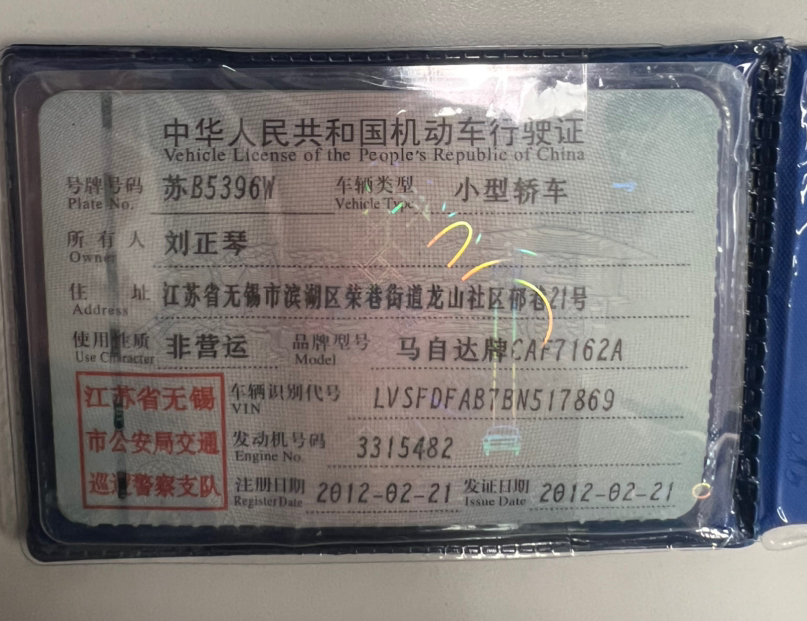 中华人民共和国机动车行驶证
Vehicle License of the People's Republic of China
号牌号码 苏B5396W 车辆类型 小型轿车
Plate No. Vehicle Type
所有人 刘正琴
Owner
住址 江苏省无锡市滨湖区荣巷街道龙山社区邵巷21号
Address
使用性质 非营运 品牌型号 马自达牌CAF7162A
Use Character Model
江苏省无锡 车辆识别代号 LVSFDFAB7BN517869
VIN
市公安局交通 发动机号码 3315482
Engine No.
巡逻警察支队 注册日期 2012-02-21 发证日期 2012-02-21
Register Date Issue Date